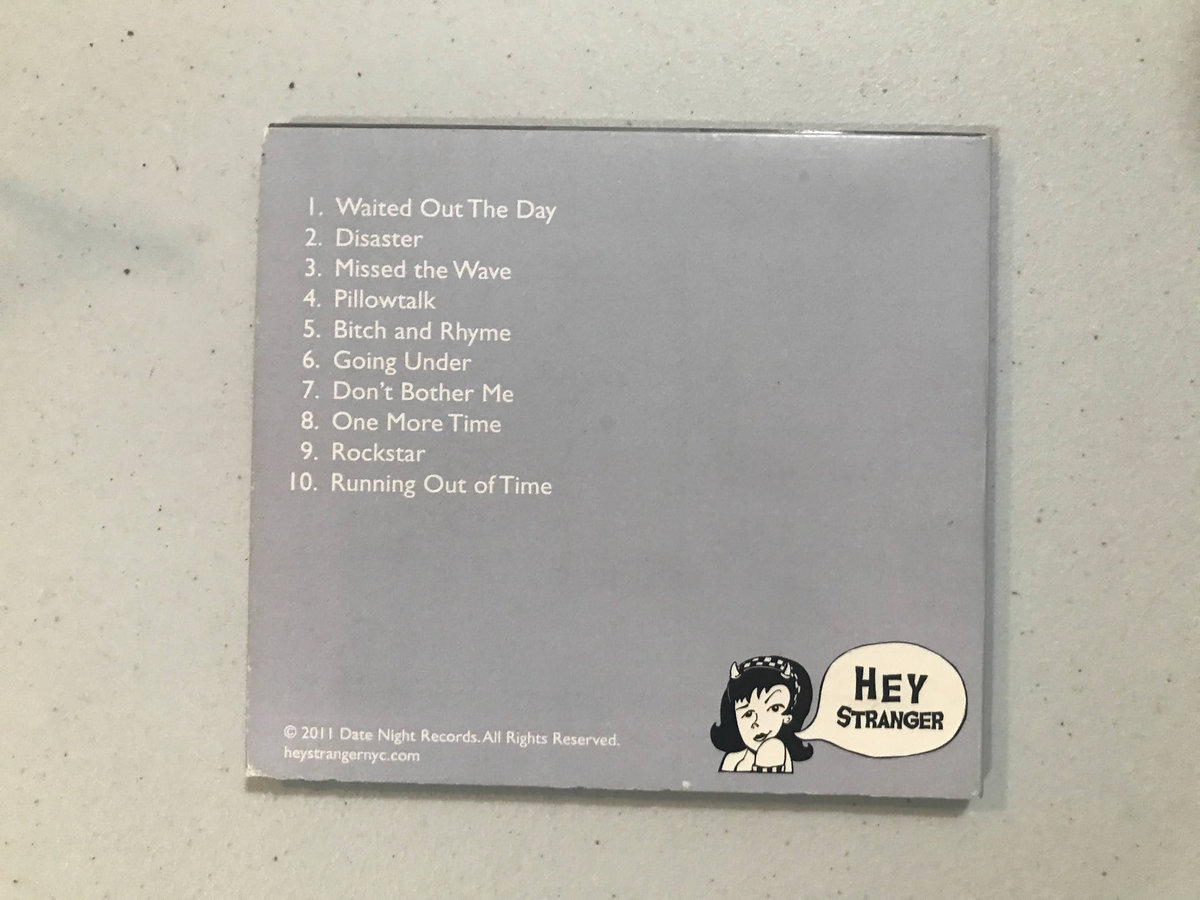 1. Waited Out The Day
2. Disaster
3. Missed the Wave
4. Pillowtalk
5. Bitch and Rhyme
6. Going Under
7. Don't Bother Me
8. One More Time
9. Rockstar
10. Running Out of Time
© 2011 Date Night Records. All Rights Reserved.
heystrangernyc.com
HEY
STRANGER